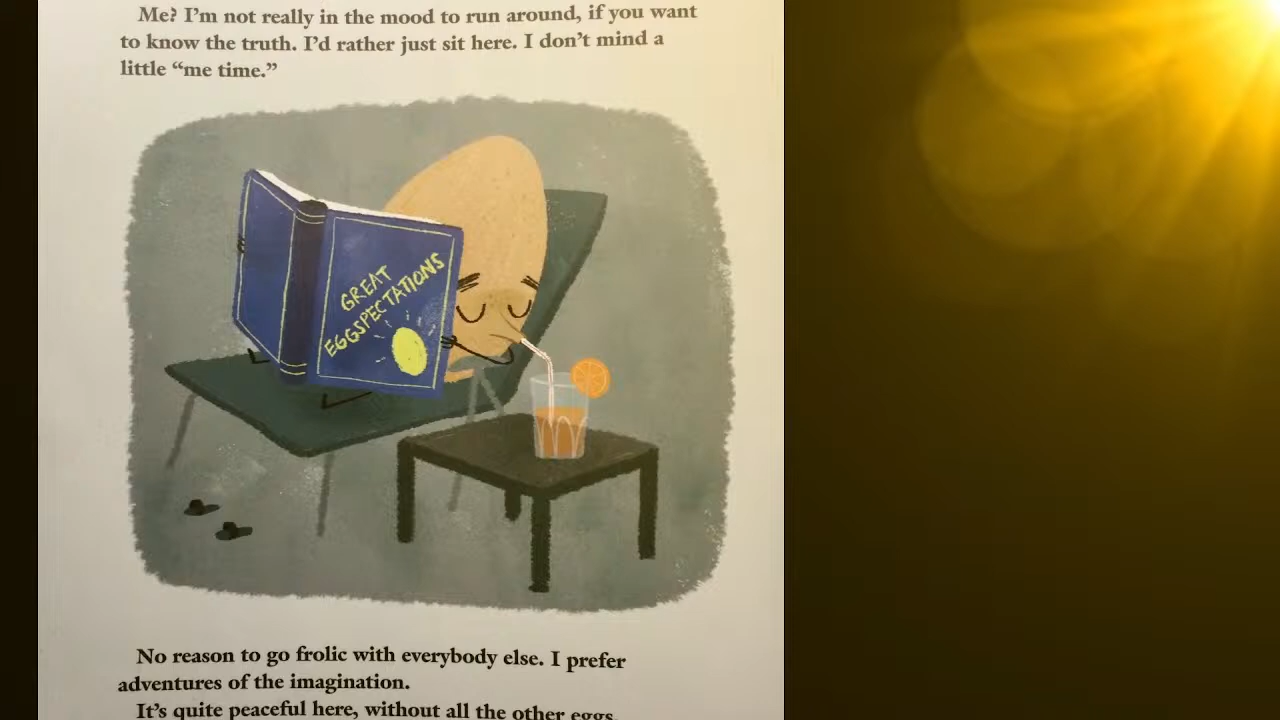 Me? I'm not really in the mood to run around, if you want
to know the truth. I'd rather just sit here. I don't mind a
little “me time.”
GREAT
EGGSPECTATIONS
No reason to go frolic with everybody else. I prefer
adventures of the imagination.
It's quite peaceful here, without all the other eggs.